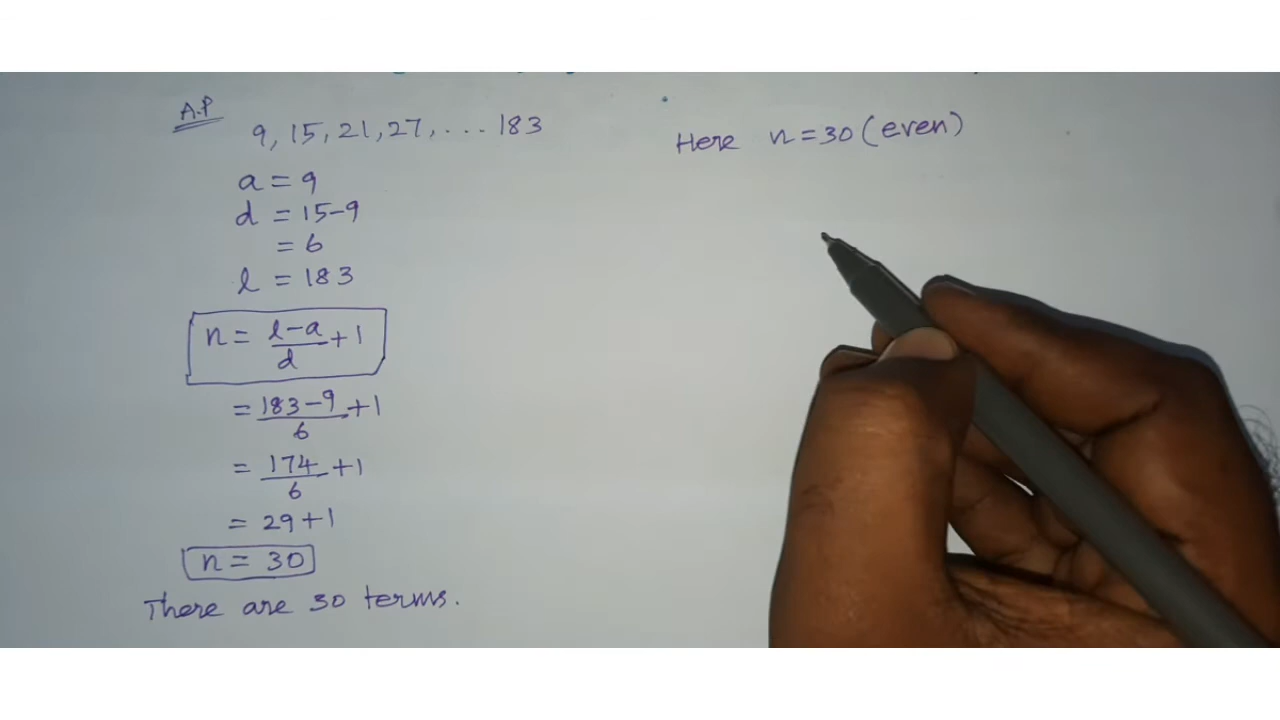 A.P
9, 15, 21, 27, ... 183
a = 9
d = 15-9
= 6
l = 183
n = l-a/d + 1
= 183-9/6 + 1
= 174/6 + 1
= 29+1
n = 30
There are 30 terms.
Here n = 30 (even)